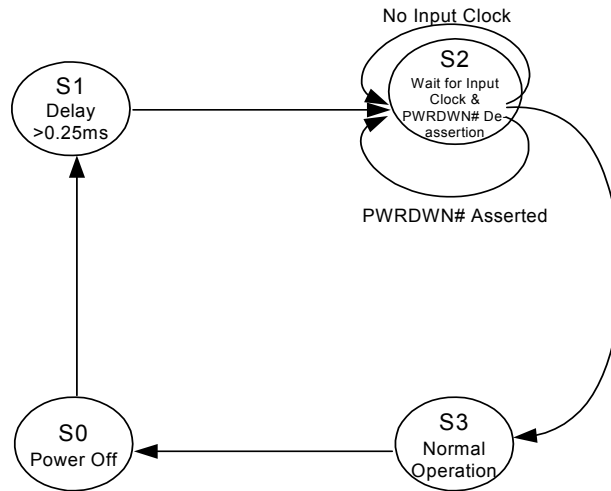 No Input Clock
S1
Delay
>0.25ms
S2
Wait for Input
Clock &
PWRDWN# De-
assertion
PWRDWN# Asserted
S0
Power Off
S3
Normal
Operation